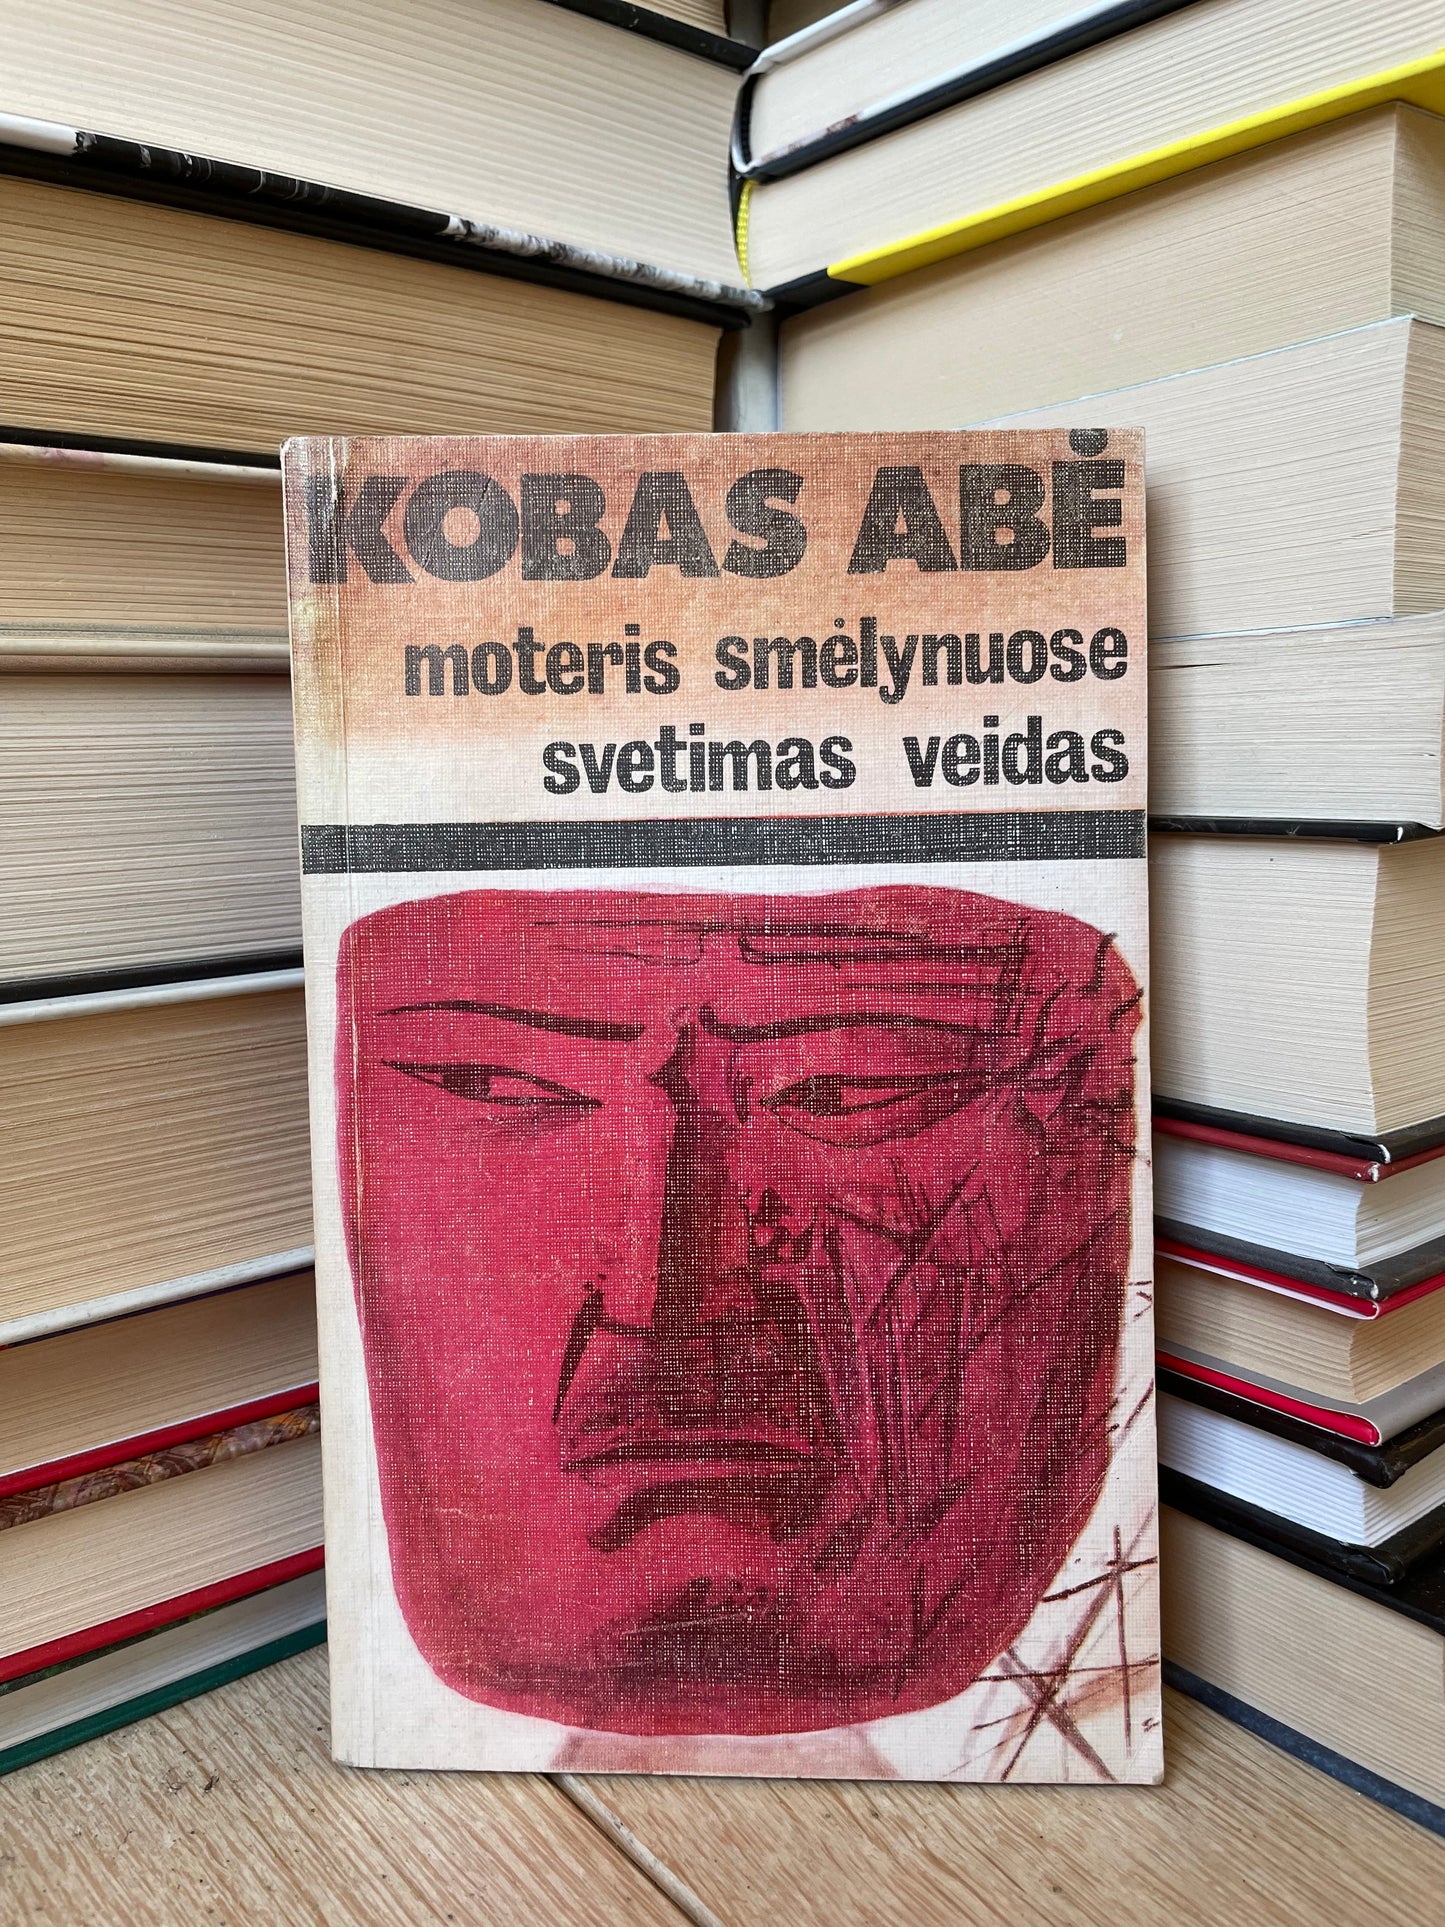 KOBAS ABĖ
moteris smėlynuose
svetimas veidas